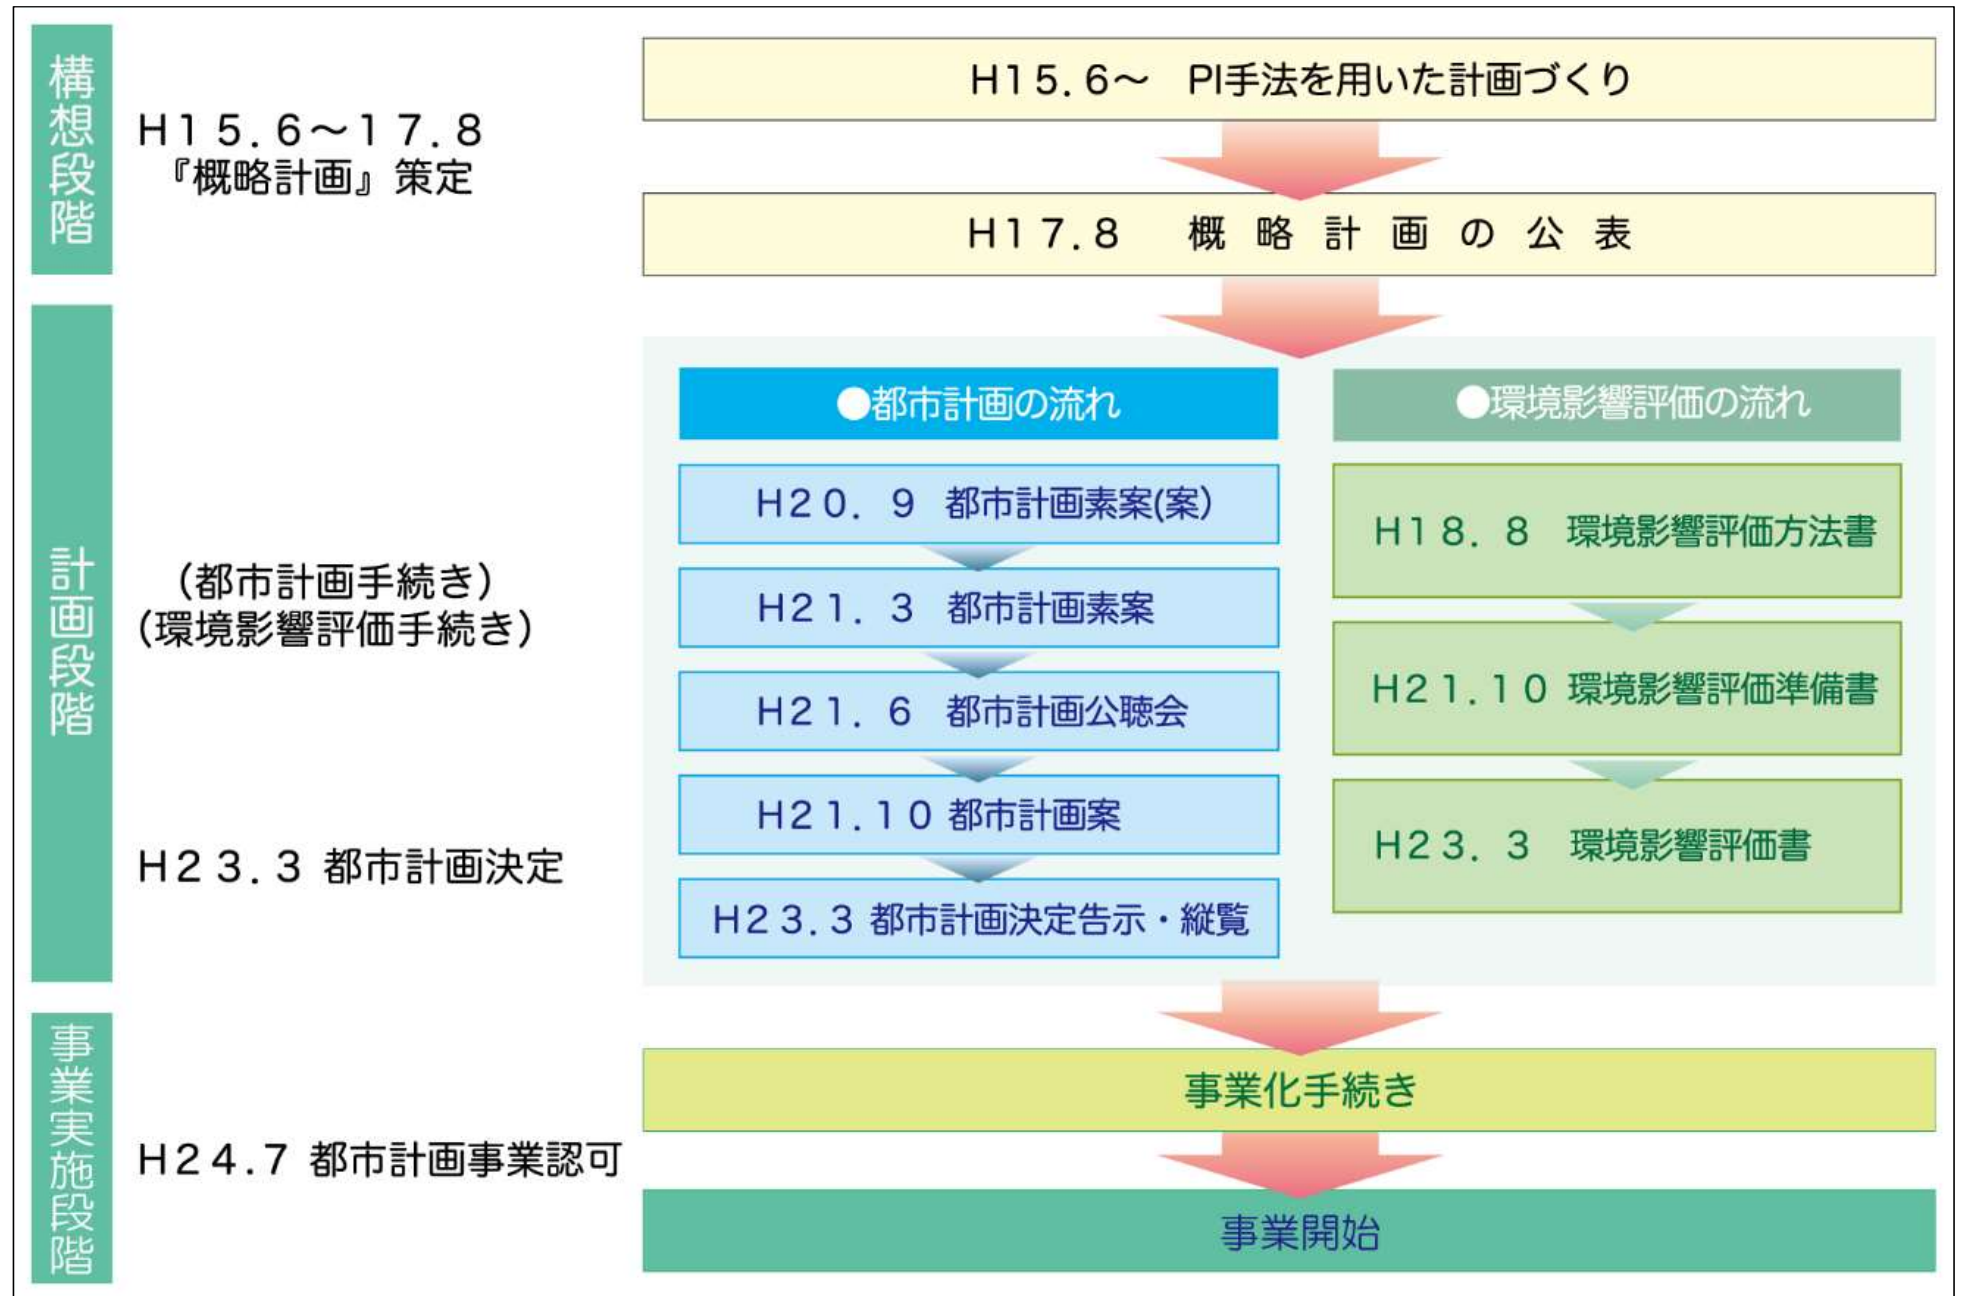 構想段階
H15.6～17.8
『概略計画』策定
H15.6～ PI手法を用いた計画づくり
H17.8 概略計画の公表
計画段階
（都市計画手続き）
（環境影響評価手続き）
H23.3 都市計画決定
●都市計画の流れ
H20.9 都市計画素案(案)
H21.3 都市計画素案
H21.6 都市計画公聴会
H21.10 都市計画案
H23.3 都市計画決定告示・縦覧
●環境影響評価の流れ
H18.8 環境影響評価方法書
H21.10 環境影響評価準備書
H23.3 環境影響評価書
事業実施段階
H24.7 都市計画事業認可
事業化手続き
事業開始